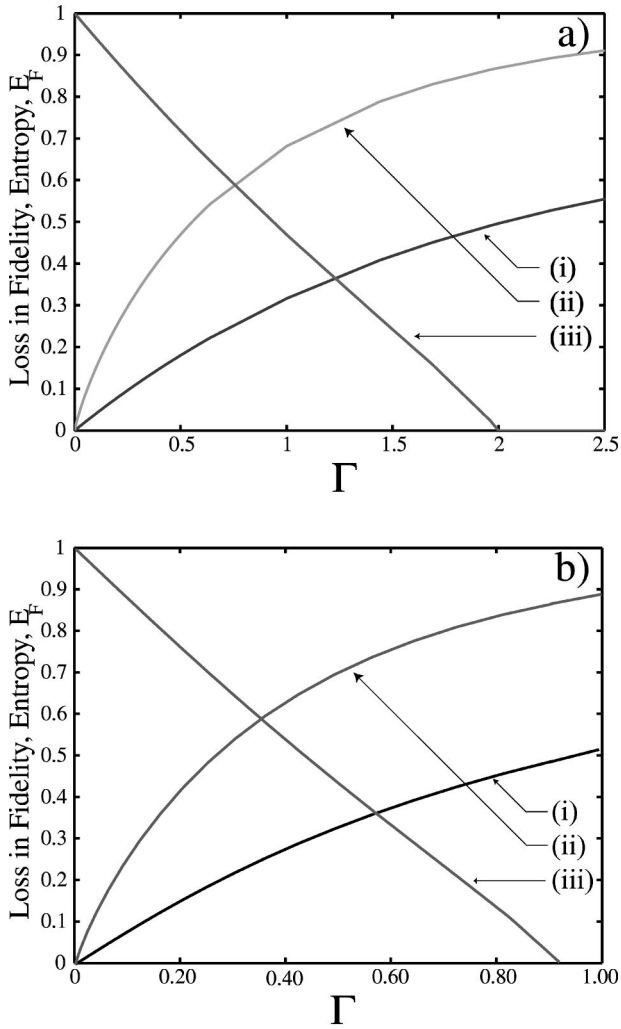 a)
Loss in Fidelity, Entropy, E_F
1
0.9
0.8
0.7
0.6
0.5
0.4
0.3
0.2
0.1
0
(i)
(ii)
(iii)
0 0.5 1 1.5 2 2.5
Γ
b)
Loss in Fidelity, Entropy, E_F
1
0.9
0.8
0.7
0.6
0.5
0.4
0.3
0.2
0.1
0
(i)
(ii)
(iii)
0 0.20 0.40 0.60 0.80 1.00
Γ